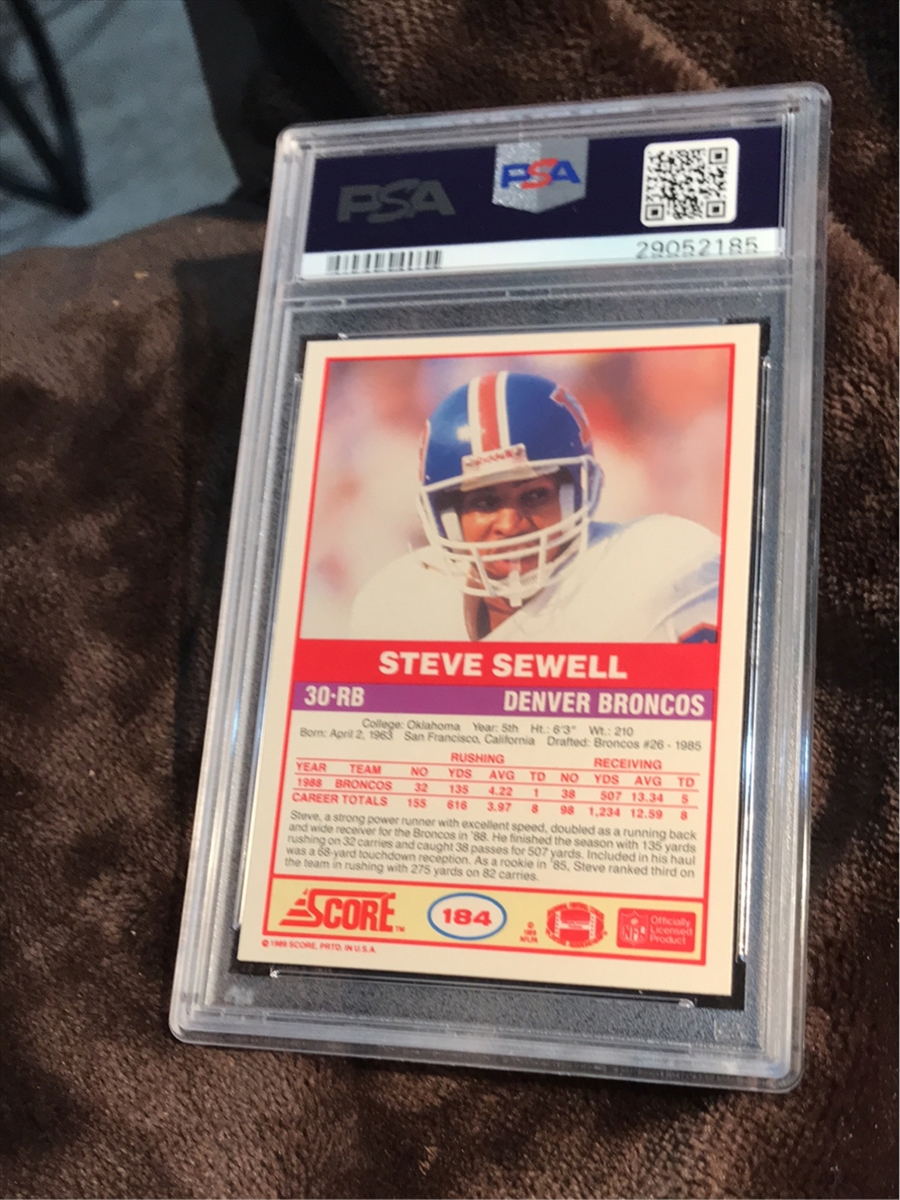 PSA
PSA
29052185
STEVE SEWELL
30·RB DENVER BRONCOS
College: Oklahoma Year: 5th Ht.: 6'3" Wt.: 210
Born: April 2, 1963 San Francisco, California Drafted: Broncos #26 - 1985
RUSHING RECEIVING
YEAR TEAM NO YDS AVG TD NO YDS AVG TD
1988 BRONCOS 32 135 4.22 1 38 507 13.34 5
CAREER TOTALS 155 616 3.97 8 98 1,234 12.59 8
Steve, a strong power runner with excellent speed, doubled as a running back
and wide receiver for the Broncos in '88. He finished the season with 135 yards
rushing on 32 carries and caught 38 passes for 507 yards. Included in his haul
was a 68-yard touchdown reception. As a rookie in '85, Steve ranked third on
the team in rushing with 275 yards on 82 carries.
SCORE™
184
© 1989
NFLPA
NFL
Officially
Licensed
Product
© 1989 SCORE, PRTD. IN U.S.A.